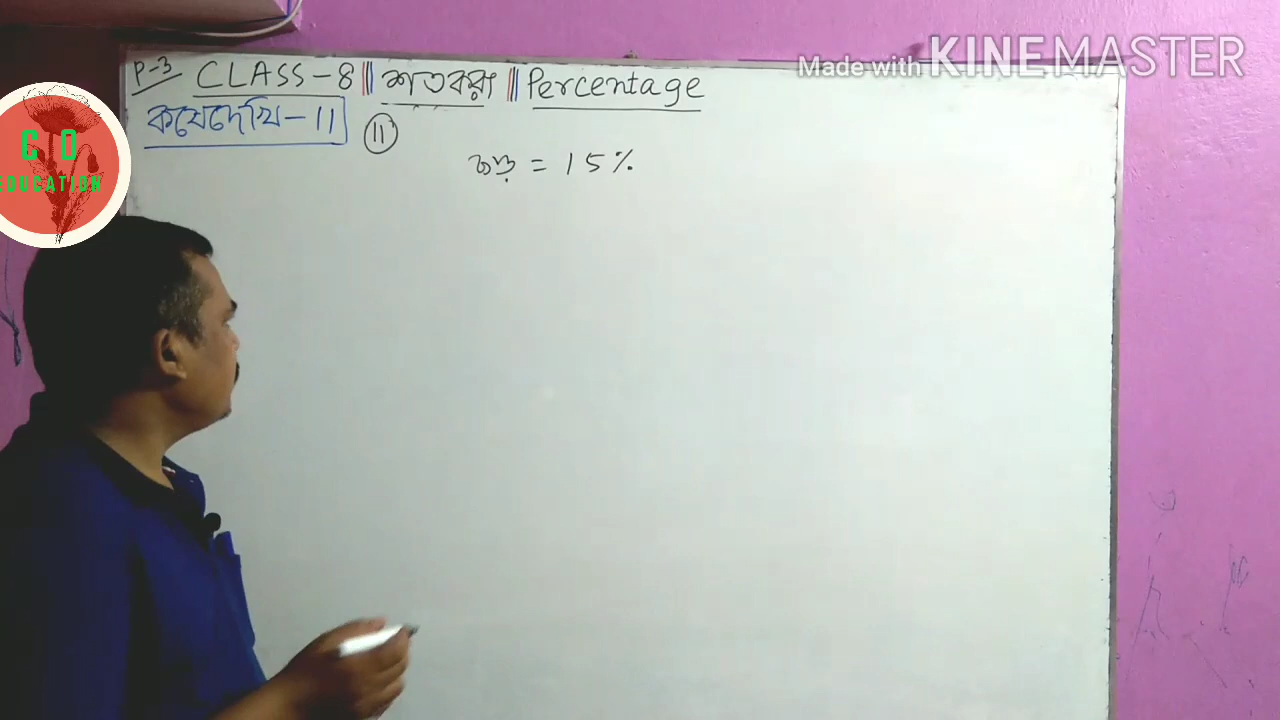 Made with KINEMASTER
P-3 CLASS-8 || শতকরা || Percentage
কষেদেখি-11
11
= 15%
C D
EDUCATION